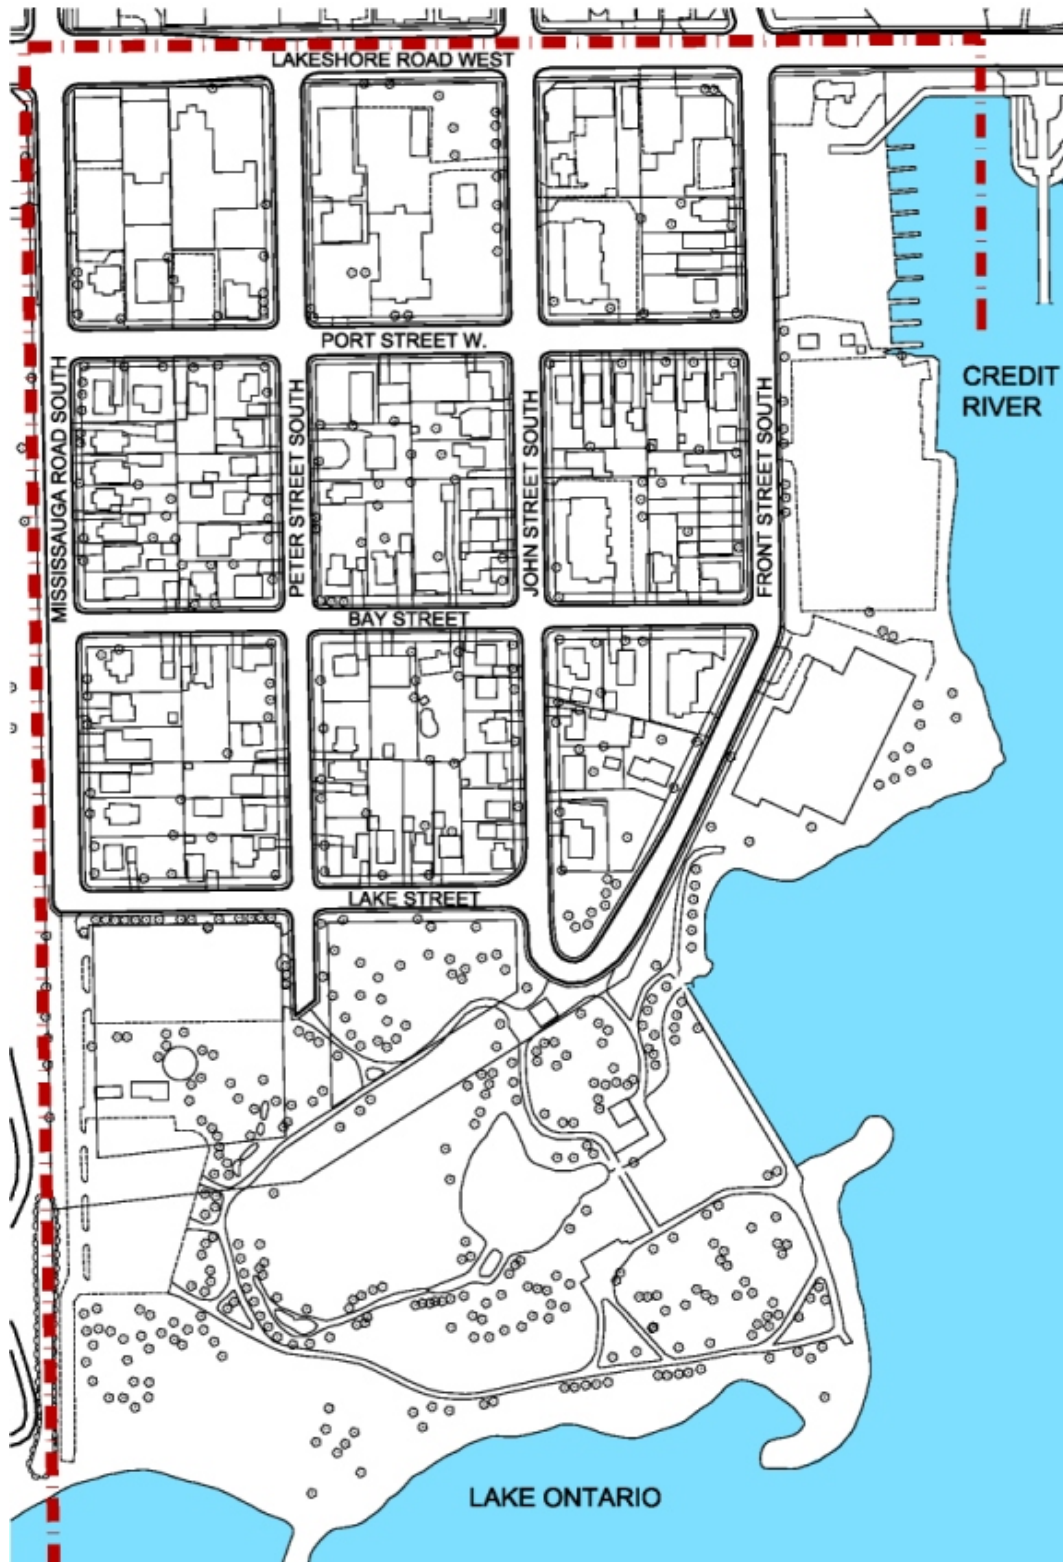 LAKESHORE ROAD WEST
PORT STREET W.
CREDIT
RIVER
MISSISSAUGA ROAD SOUTH
PETER STREET SOUTH
JOHN STREET SOUTH
FRONT STREET SOUTH
BAY STREET
LAKE STREET
LAKE ONTARIO